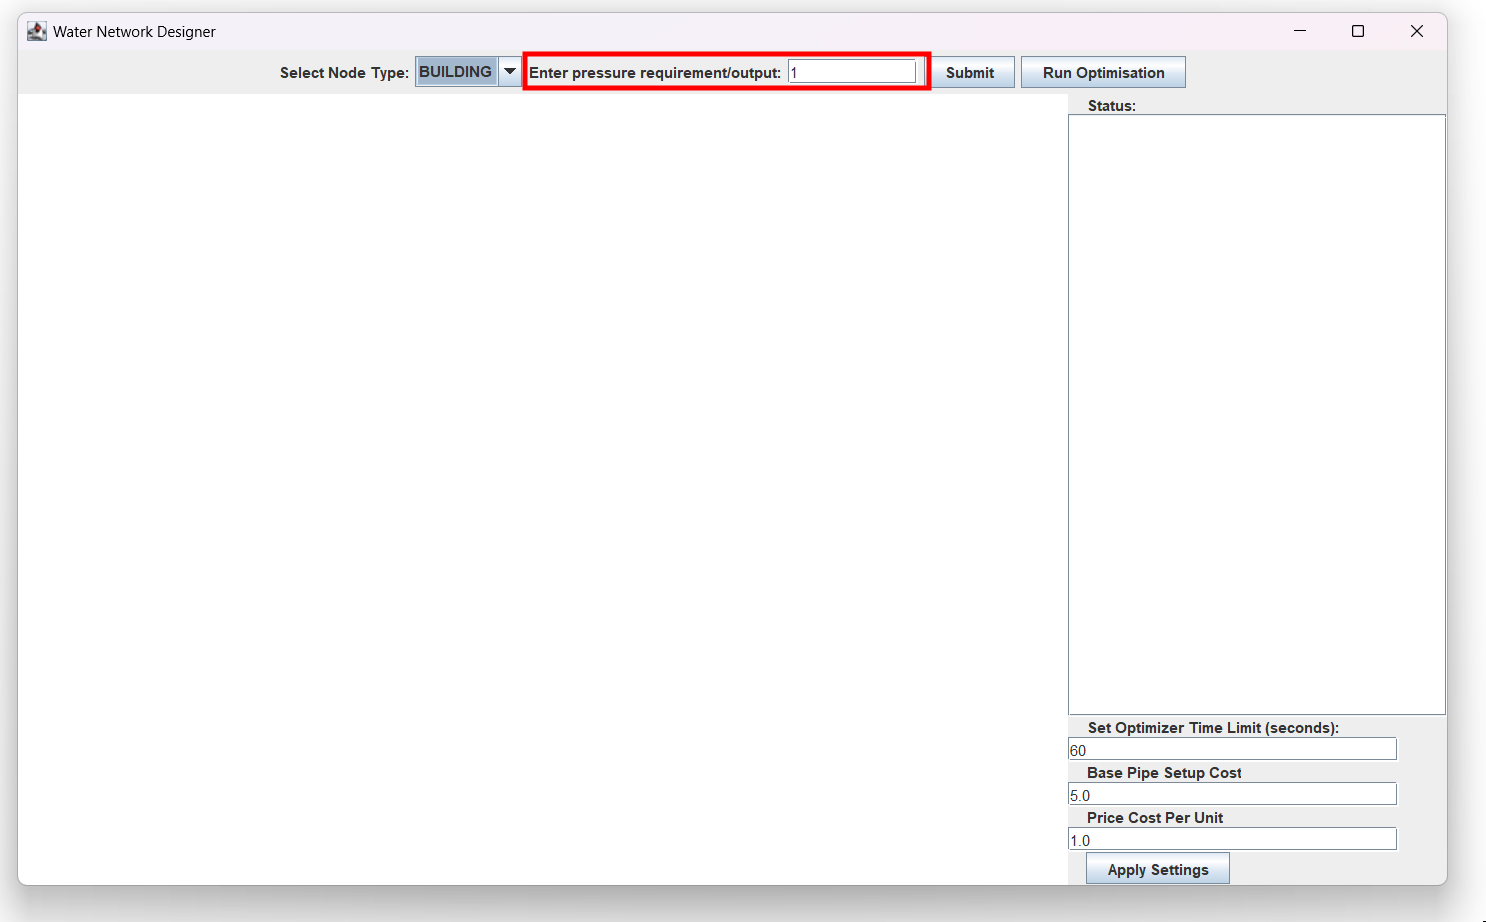 Water Network Designer
Select Node Type: BUILDING Enter pressure requirement/output: 1 Submit Run Optimisation
Status:
Set Optimizer Time Limit (seconds):
60
Base Pipe Setup Cost
5.0
Price Cost Per Unit
1.0
Apply Settings